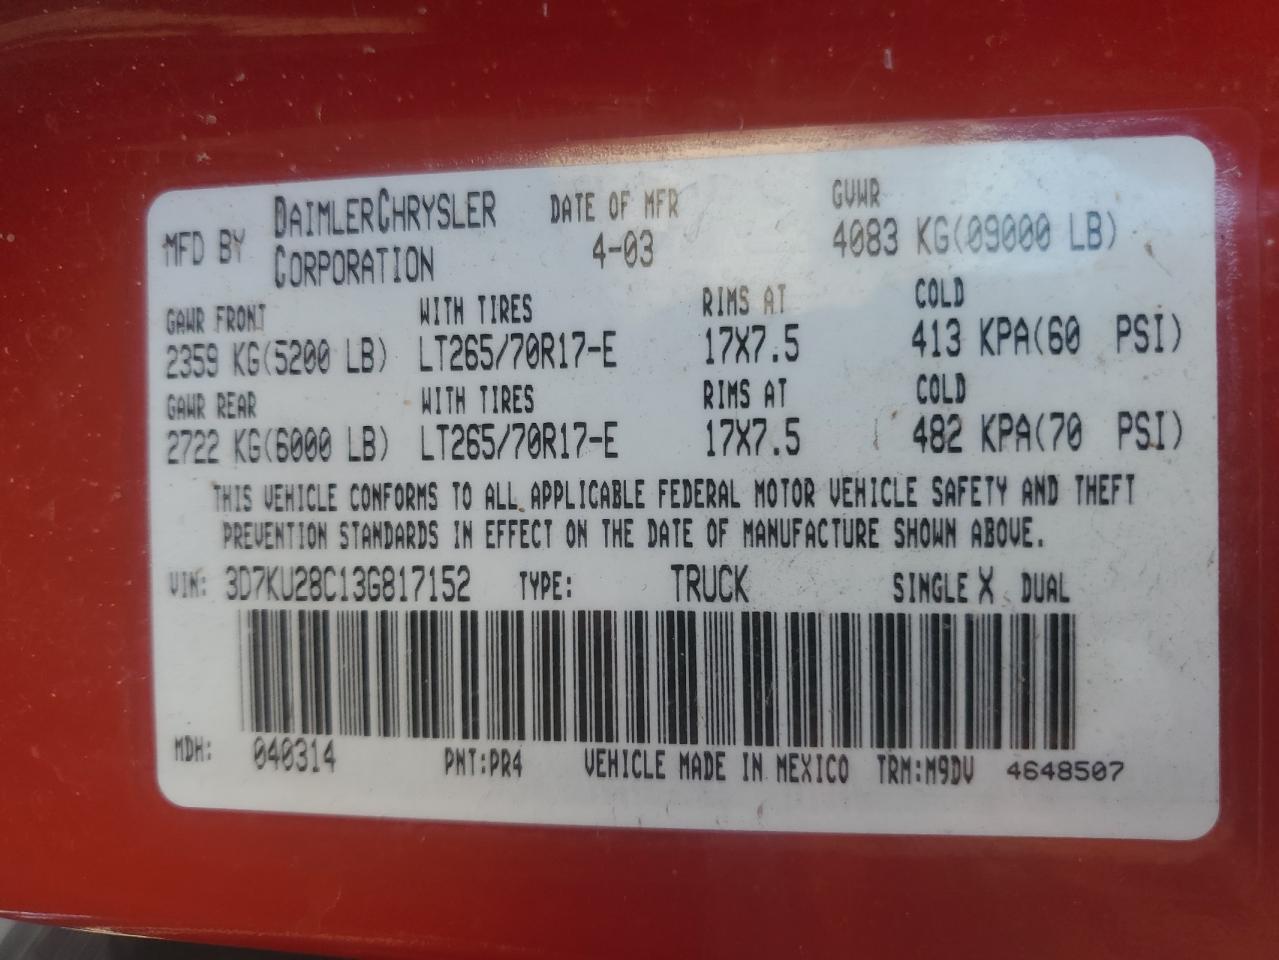 MFD BY DAIMLERCHRYSLER CORPORATION DATE OF MFR 4-03 GVWR 4083 KG(09000 LB)
GAWR FRONT WITH TIRES RIMS AT COLD
2359 KG(5200 LB) LT265/70R17-E 17X7.5 413 KPA(60 PSI)
GAWR REAR WITH TIRES RIMS AT COLD
2722 KG(6000 LB) LT265/70R17-E 17X7.5 482 KPA(70 PSI)
THIS VEHICLE CONFORMS TO ALL APPLICABLE FEDERAL MOTOR VEHICLE SAFETY AND THEFT
PREVENTION STANDARDS IN EFFECT ON THE DATE OF MANUFACTURE SHOWN ABOVE.
VIN: 3D7KU28C13G817152 TYPE: TRUCK SINGLE X DUAL
MDH: 040314 PNT:PR4 VEHICLE MADE IN MEXICO TRM:M9DV 4648507